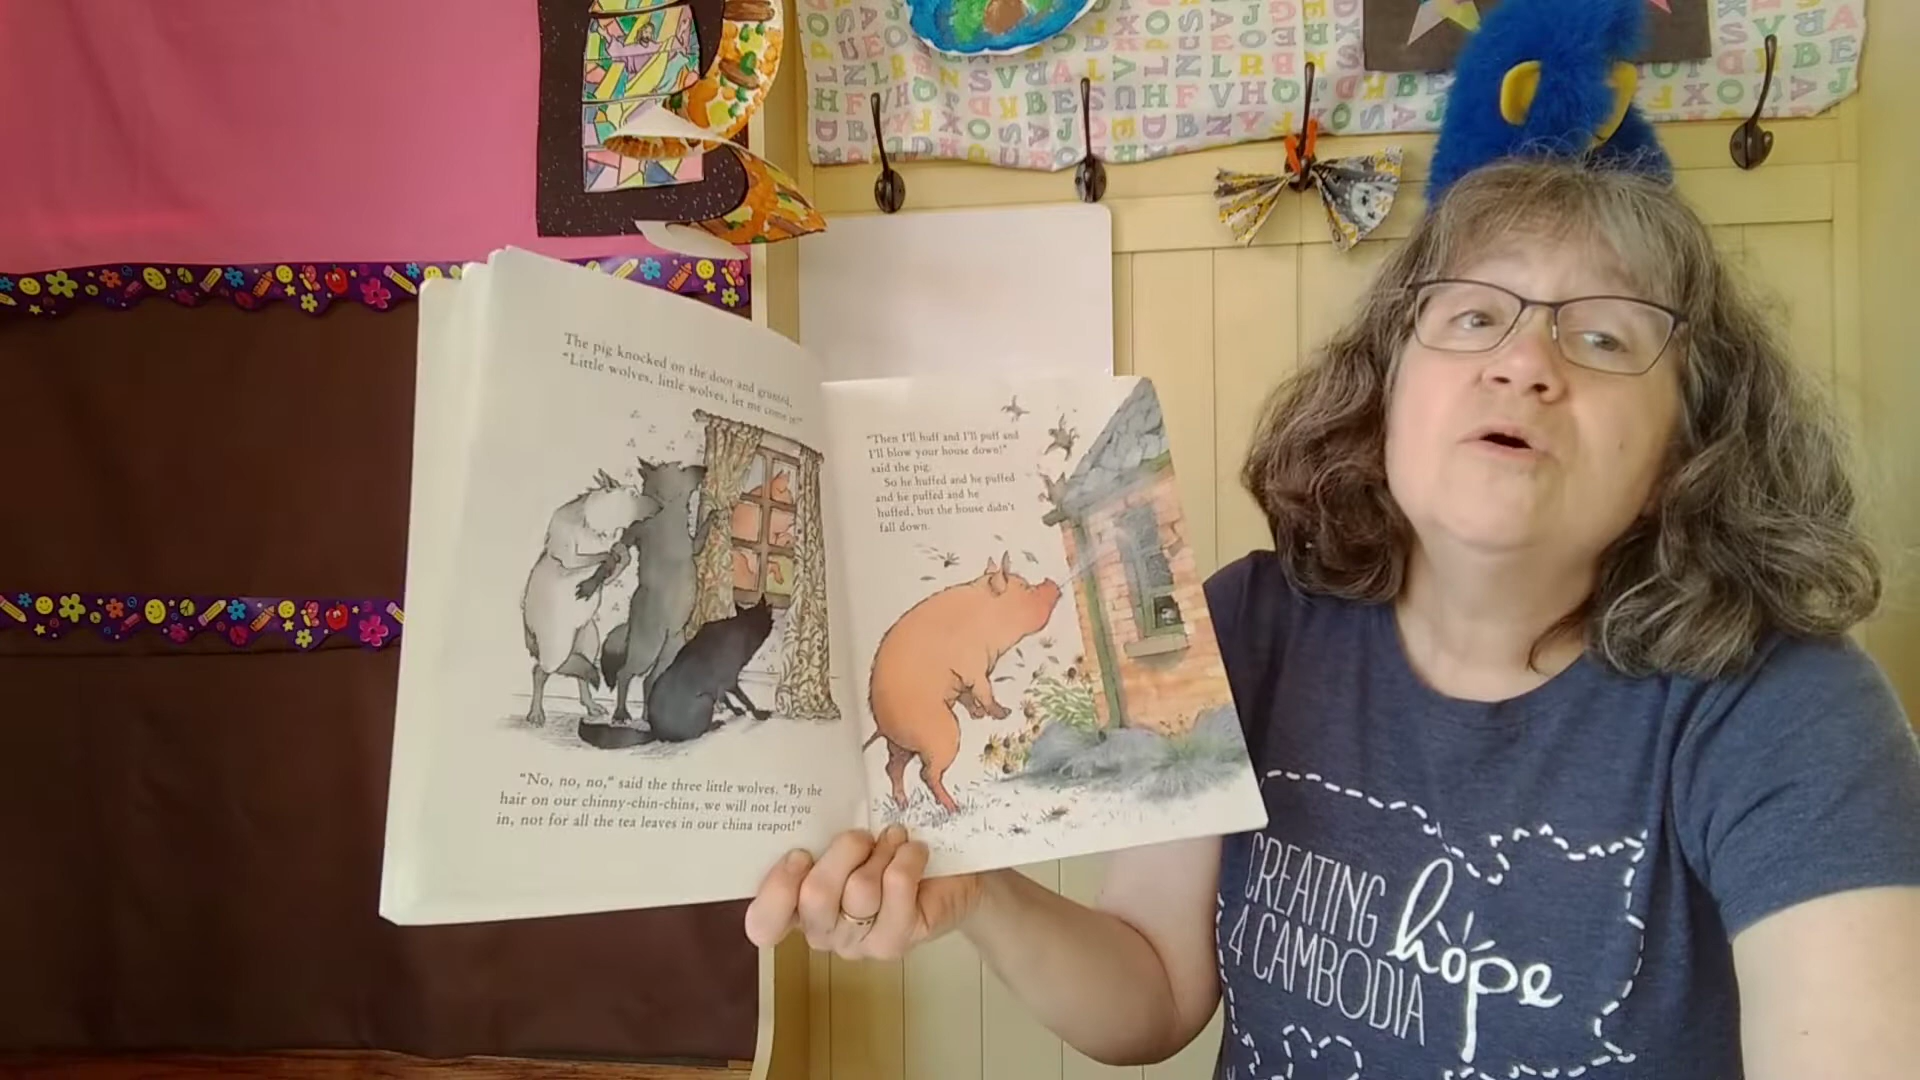 The pig knocked on the door and grunted,
"Little wolves, little wolves, let me come in!"
"No, no, no," said the three little wolves. "By the
hair on our chinny-chin-chins, we will not let you
in, not for all the tea leaves in our china teapot!"
"Then I'll huff and I'll puff and
I'll blow your house down!"
said the pig.
So he huffed and he puffed
and he puffed and he
huffed, but the house didn't
fall down.
CREATING
hope
4 CAMBODIA